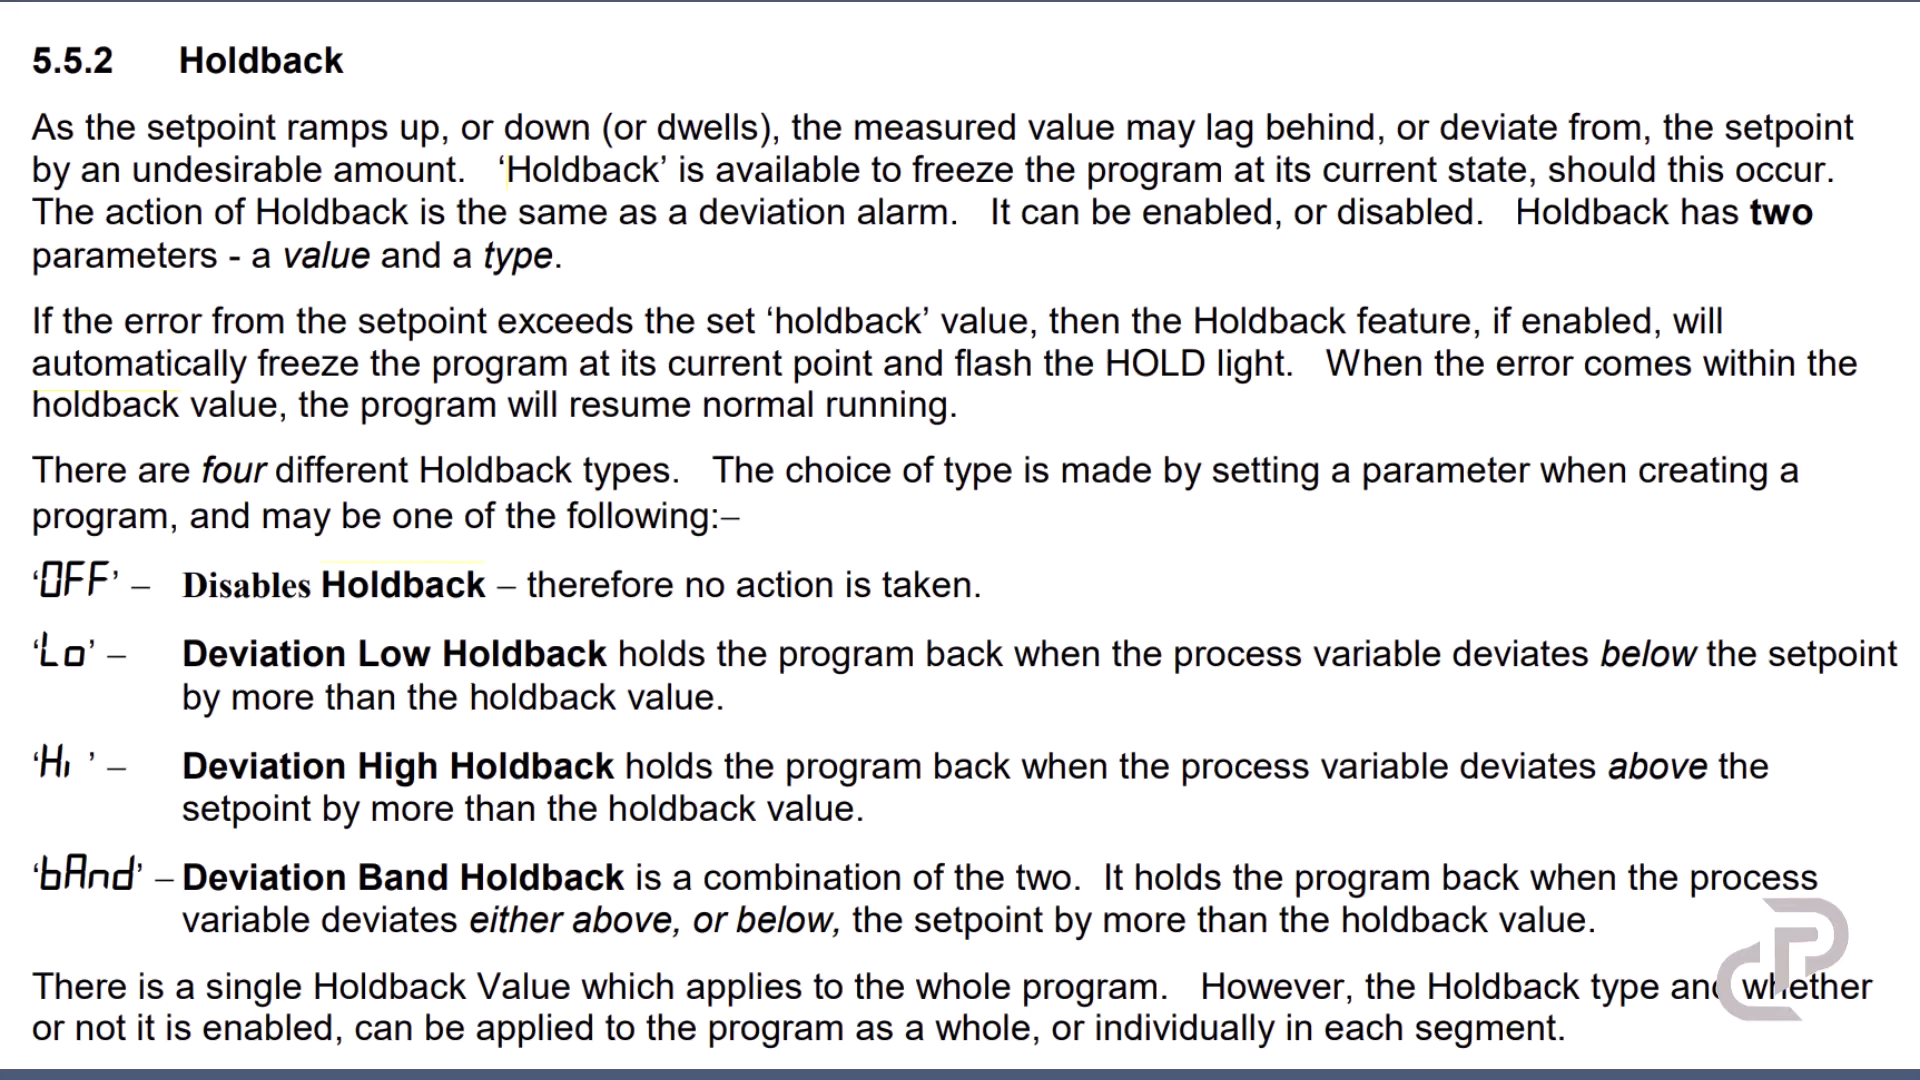 5.5.2 Holdback
As the setpoint ramps up, or down (or dwells), the measured value may lag behind, or deviate from, the setpoint
by an undesirable amount. ‘Holdback’ is available to freeze the program at its current state, should this occur.
The action of Holdback is the same as a deviation alarm. It can be enabled, or disabled. Holdback has two
parameters - a value and a type.
If the error from the setpoint exceeds the set ‘holdback’ value, then the Holdback feature, if enabled, will
automatically freeze the program at its current point and flash the HOLD light. When the error comes within the
holdback value, the program will resume normal running.
There are four different Holdback types. The choice of type is made by setting a parameter when creating a
program, and may be one of the following:–
‘OFF’ – Disables Holdback – therefore no action is taken.
‘Lo’ – Deviation Low Holdback holds the program back when the process variable deviates below the setpoint
by more than the holdback value.
‘Hi ’ – Deviation High Holdback holds the program back when the process variable deviates above the
setpoint by more than the holdback value.
‘bAnd’ – Deviation Band Holdback is a combination of the two. It holds the program back when the process
variable deviates either above, or below, the setpoint by more than the holdback value.
There is a single Holdback Value which applies to the whole program. However, the Holdback type and whether
or not it is enabled, can be applied to the program as a whole, or individually in each segment.